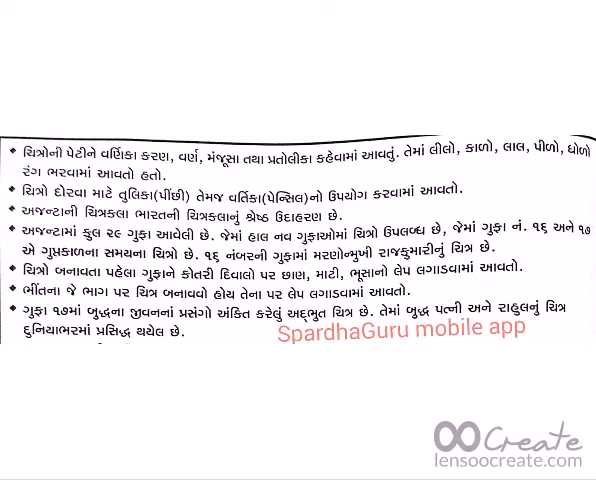 ◆ ચિત્રોની પેટીને વર્ણિકા કરણ, વર્ણ, મંજૂસા તથા પ્રતોલીકા કહેવામાં આવતું. તેમાં લીલો, કાળો, લાલ, પીળો, ધોળો
રંગ ભરવામાં આવતો હતો.
◆ ચિત્રો દોરવા માટે તુલિકા(પીંછી) તેમજ વર્તિકા(પેન્સિલ)નો ઉપયોગ કરવામાં આવતો.
◆ અજન્ટાની ચિત્રકલા ભારતની ચિત્રકલાનું શ્રેષ્ઠ ઉદાહરણ છે.
◆ અજન્ટામાં કુલ ૨૯ ગુફા આવેલી છે. જેમાં હાલ નવ ગુફાઓમાં ચિત્રો ઉપલબ્ધ છે, જેમાં ગુફા નં. ૧૬ અને ૧૭
એ ગુપ્તકાળના સમયના ચિત્રો છે. ૧૬ નંબરની ગુફામાં મરણોન્મુખી રાજકુમારીનું ચિત્ર છે.
◆ ચિત્રો બનાવતા પહેલા ગુફાને કોતરી દિવાલો પર છાણ, માટી, ભૂસાનો લેપ લગાડવામાં આવતો.
◆ ભીંતના જે ભાગ પર ચિત્ર બનાવવો હોય તેના પર લેપ લગાડવામાં આવતો.
◆ ગુફા ૧૭માં બુદ્ધના જીવનનાં પ્રસંગો અંકિત કરેલું અદ્ભુત ચિત્ર છે. તેમાં બુદ્ધ પત્ની અને રાહુલનું ચિત્ર
દુનિયાભરમાં પ્રસિદ્ધ થયેલ છે.
SpardhaGuru mobile app
Create
lensoocreate.com